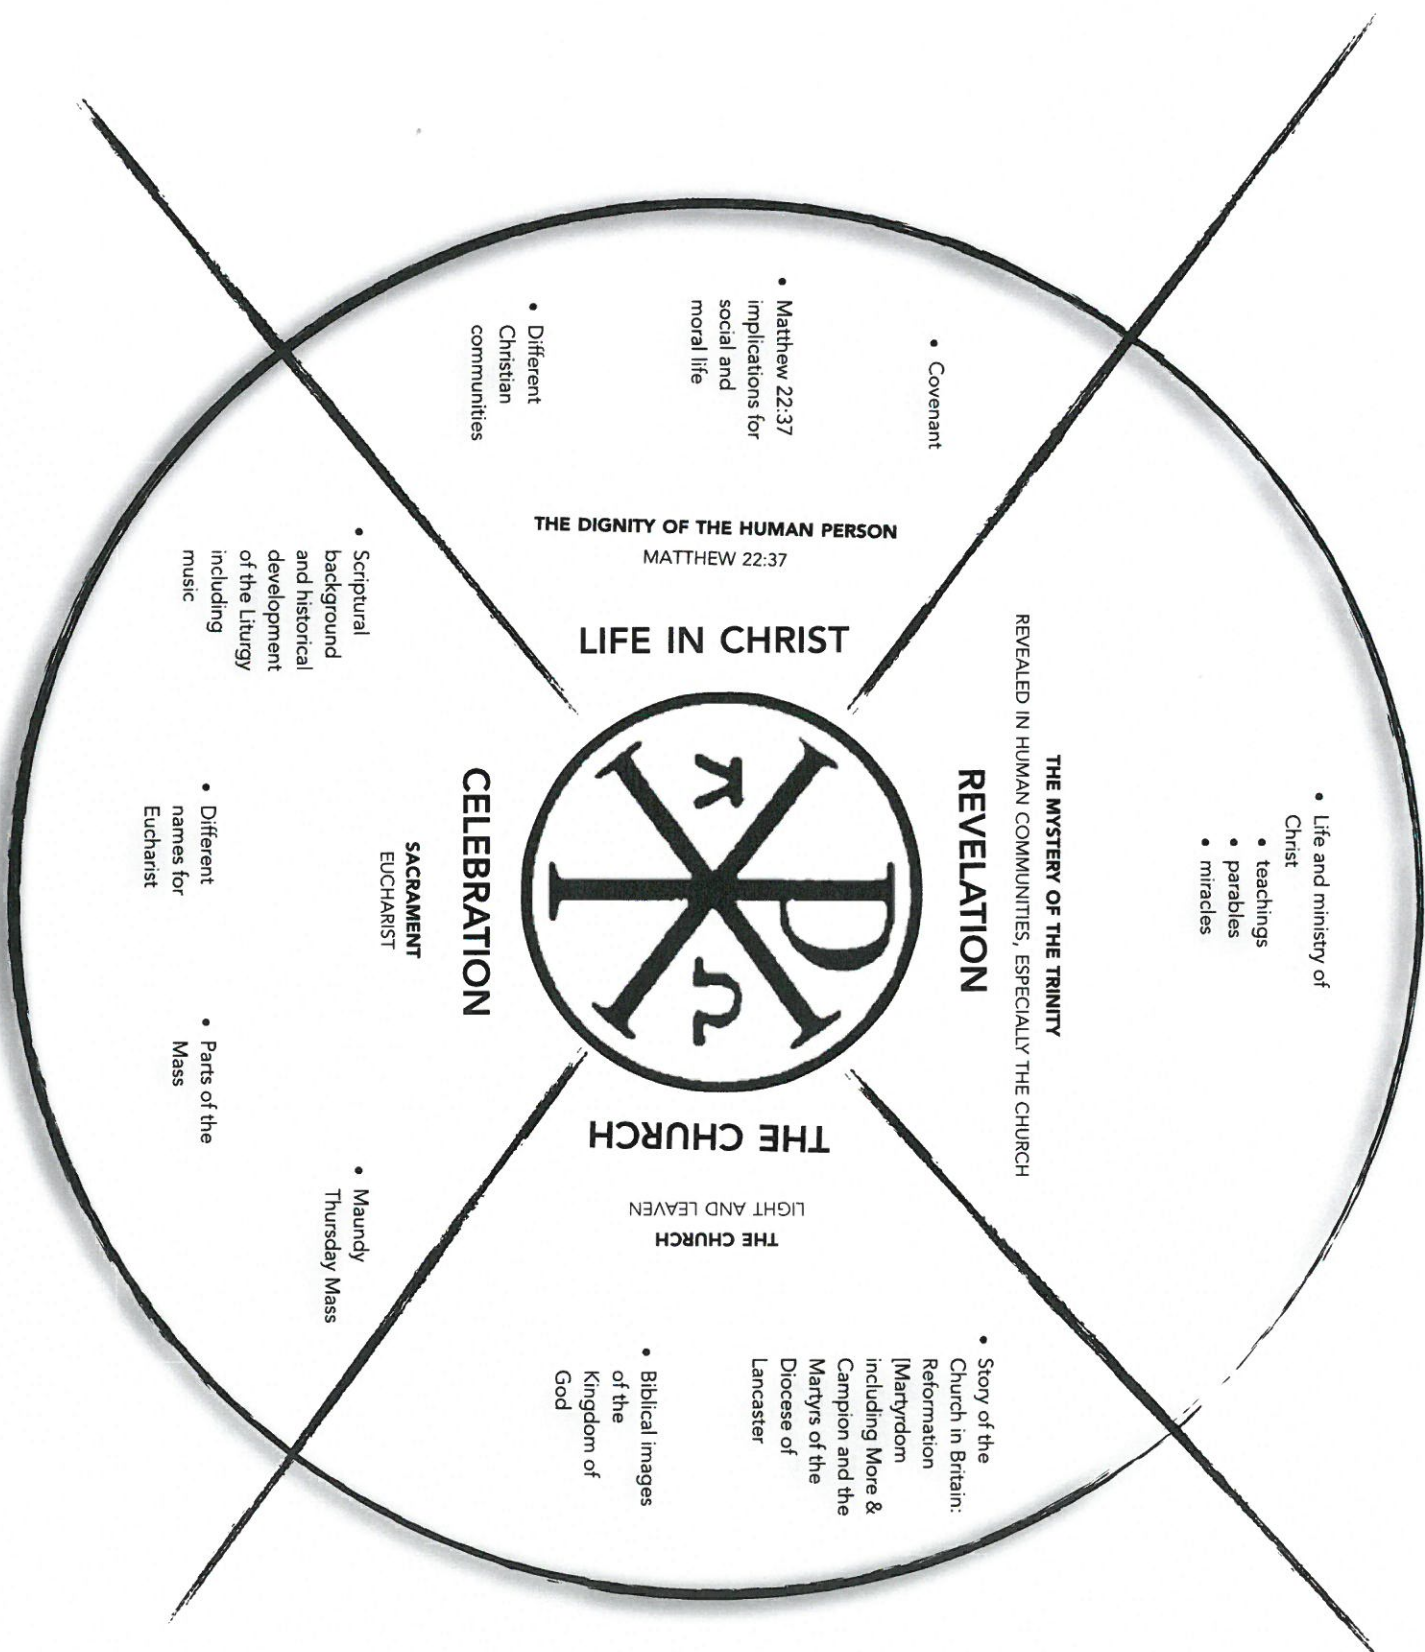 REVELATION
REVEALED IN HUMAN COMMUNITIES, ESPECIALLY THE CHURCH
THE MYSTERY OF THE TRINITY
• Life and ministry of
Christ
• teachings
• parables
• miracles
LIFE IN CHRIST
MATTHEW 22:37
THE DIGNITY OF THE HUMAN PERSON
• Covenant
• Matthew 22:37
implications for
social and
moral life
• Different
Christian
communities
THE CHURCH
LIGHT AND LEAVEN
THE CHURCH
• Story of the
Church in Britain:
Reformation
[Martyrdom
including More &
Campion and the
Martyrs of the
Diocese of
Lancaster
• Biblical images
of the
Kingdom of
God
CELEBRATION
SACRAMENT
EUCHARIST
• Scriptural
background
and historical
development
of the Liturgy
including
music
• Different
names for
Eucharist
• Parts of the
Mass
• Maundy
Thursday Mass